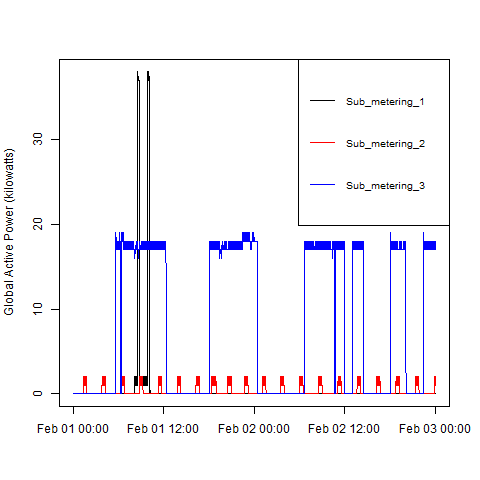 Sub_metering_1
Sub_metering_2
Sub_metering_3
Global Active Power (kilowatts)
30
20
10
0
Feb 01 00:00 Feb 01 12:00 Feb 02 00:00 Feb 02 12:00 Feb 03 00:00